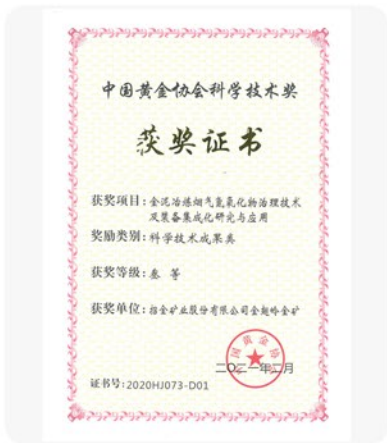 中国黄金协会科学技术奖
获奖证书
获奖项目：金泥冶炼烟气氮氧化物治理技术
及装备集成化研究与应用
奖励类别：科学技术成果类
获奖等级：叁 等
获奖单位：招金矿业股份有限公司金翅岭金矿
二〇二一年二月
证书号：2020HJ073-D01